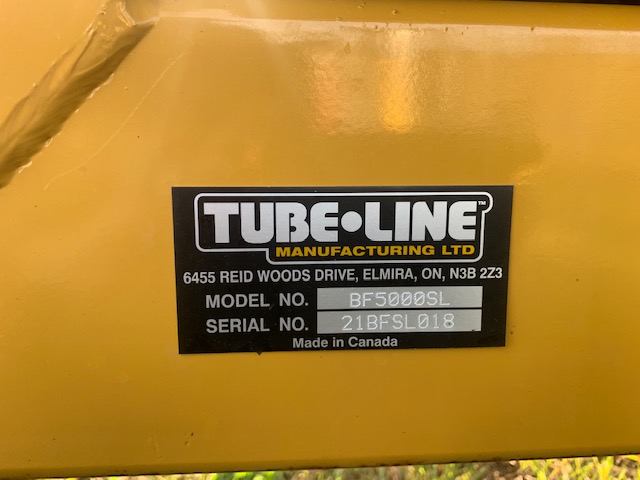 TUBE•LINE™
MANUFACTURING LTD
6455 REID WOODS DRIVE, ELMIRA, ON, N3B 2Z3
MODEL NO. BF5000SL
SERIAL NO. 21BFSL018
Made in Canada